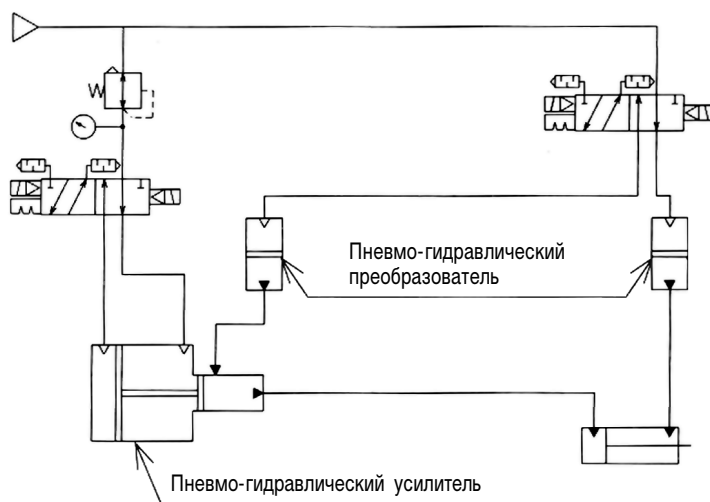 Пневмо-гидравлический
преобразователь
Пневмо-гидравлический усилитель